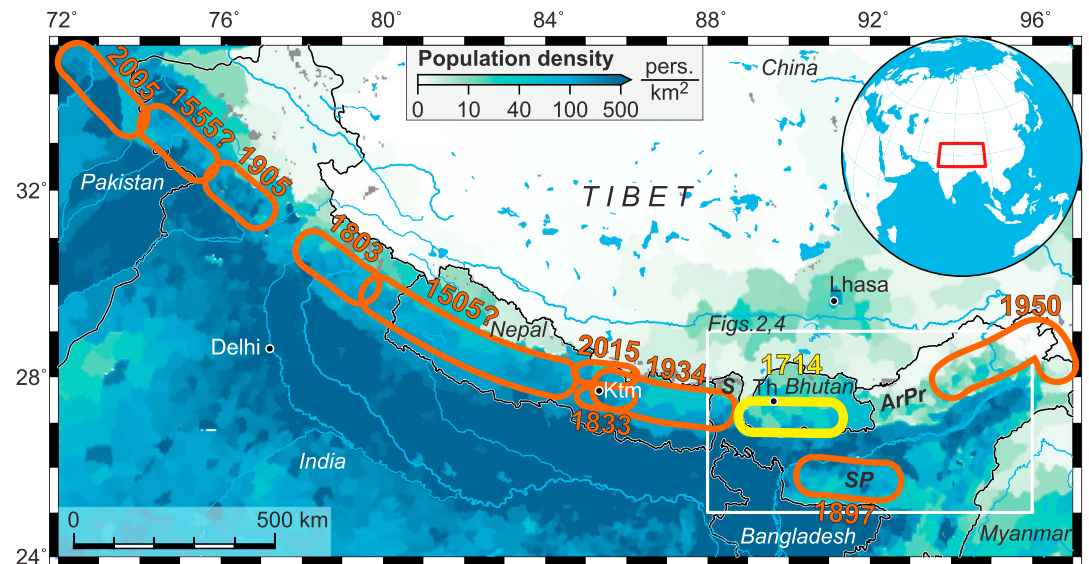 72° 76° 80° 84° 88° 92° 96°
Population density
pers.
km²
0 10 40 100 500
China
2005
1555?
1905
Pakistan
32°
TIBET
1803
1505?
Lhasa
Nepal
Figs.2,4
1950
Delhi
2015
1934
1714
28°
Ktm
S
Th
Bhutan
ArPr
1833
India
SP
1897
0 500 km
Bangladesh
Myanmar
24°